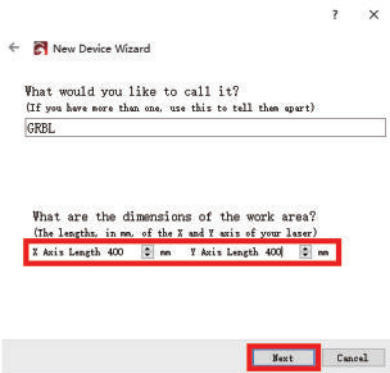 ? ×
← New Device Wizard
What would you like to call it?
(If you have more than one, use this to tell them apart)
GRBL
What are the dimensions of the work area?
(The lengths, in mm, of the X and Y axis of your laser)
X Axis Length 400 mm Y Axis Length 400 mm
Next Cancel